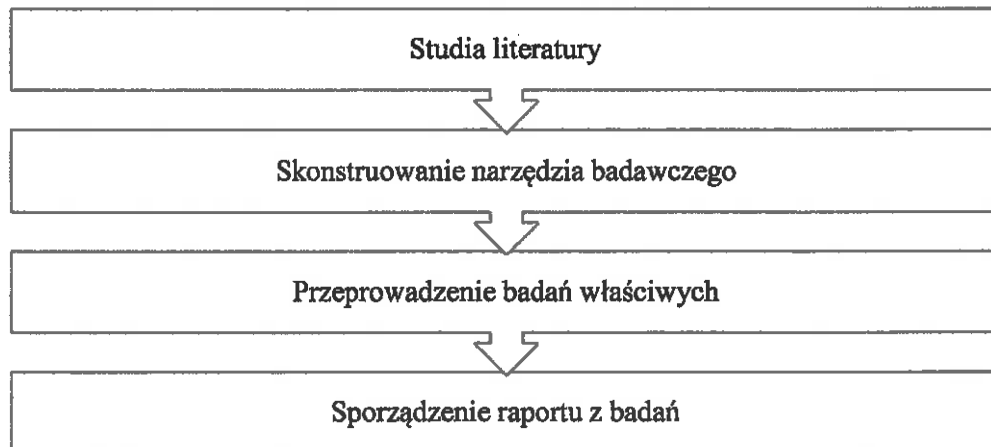 Studia literatury
Skonstruowanie narzędzia badawczego
Przeprowadzenie badań właściwych
Sporządzenie raportu z badań